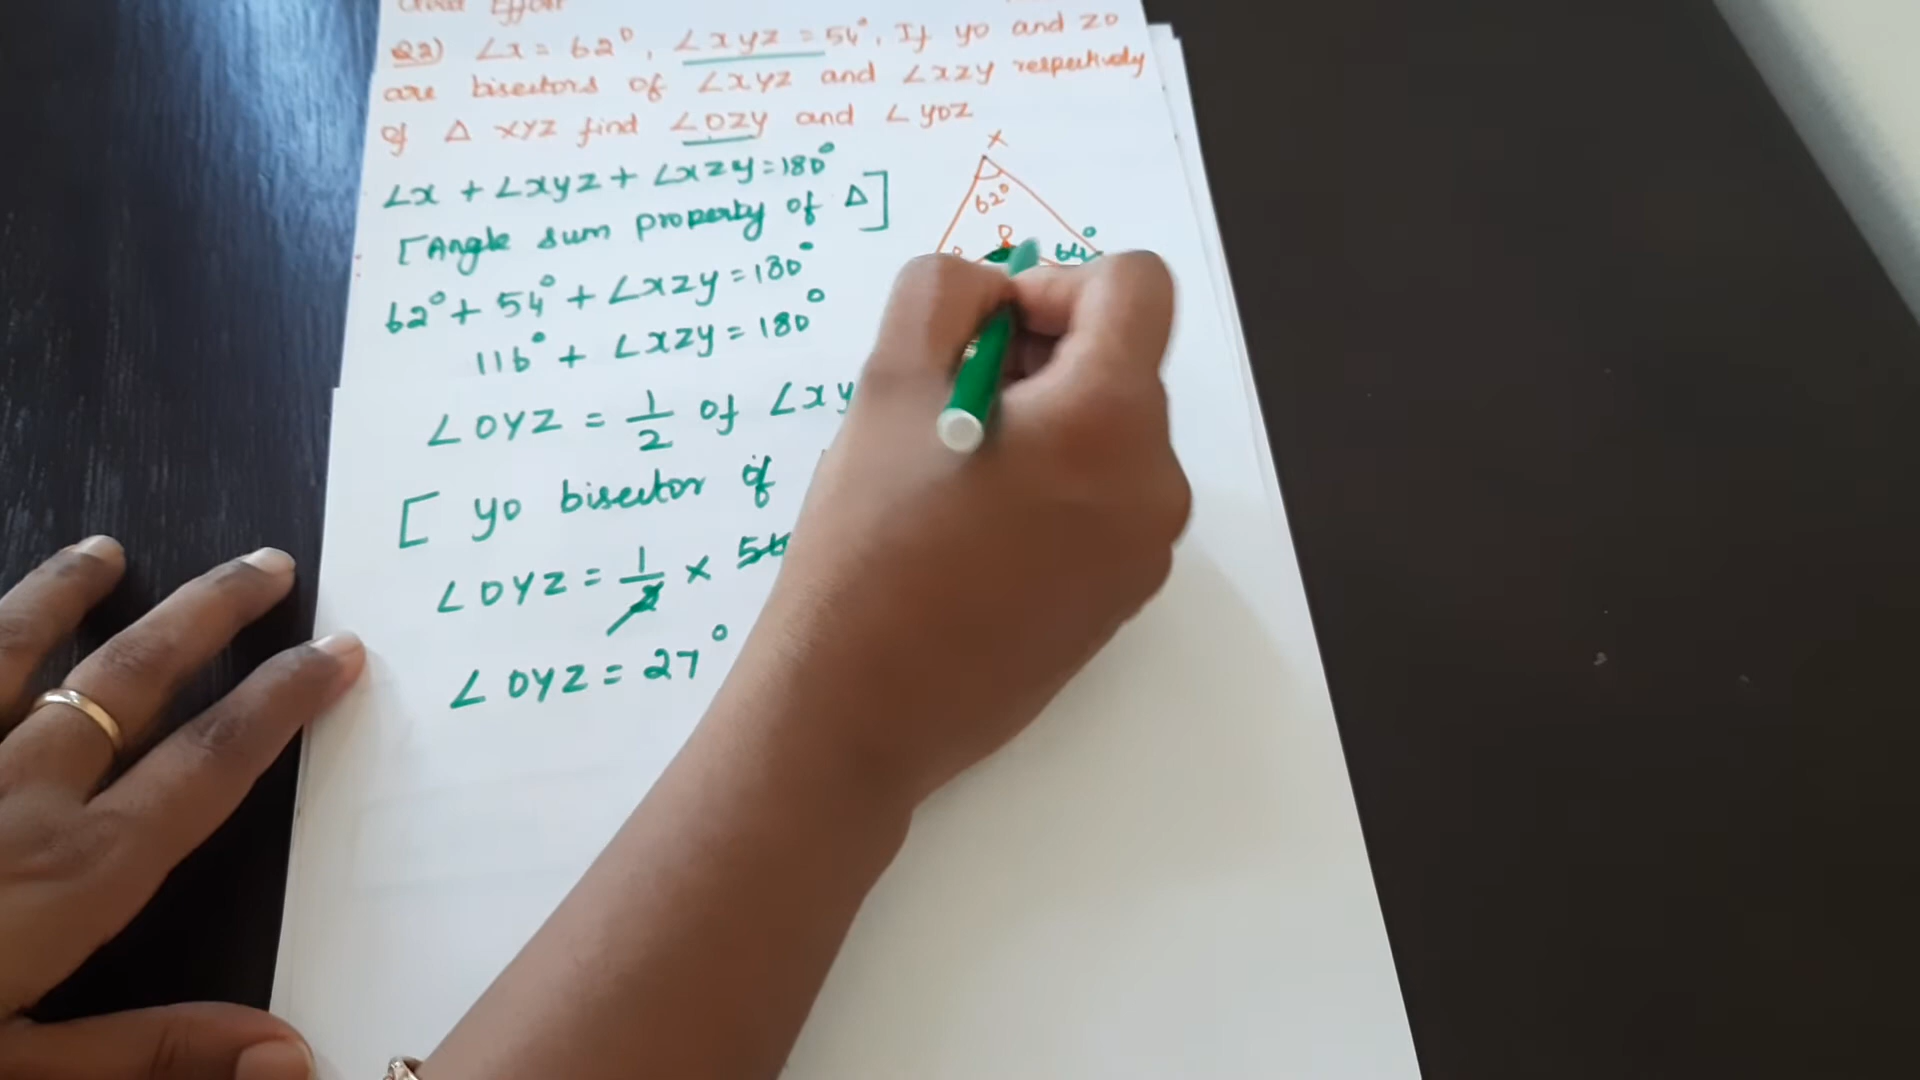 Q2) ∠x = 62°, ∠xyz = 54°. If yo and zo
are bisectors of ∠xyz and ∠xzy respectively
of Δ xyz find ∠OZY and ∠YOZ
∠x + ∠xyz + ∠xzy = 180°
[Angle sum property of Δ]
62° + 54° + ∠xzy = 180°
116° + ∠xzy = 180°
∠OYZ = 1/2 of ∠xy
[ yo bisector of
∠OYZ = 1/2 × 54
∠OYZ = 27°
X
62°
O
64°